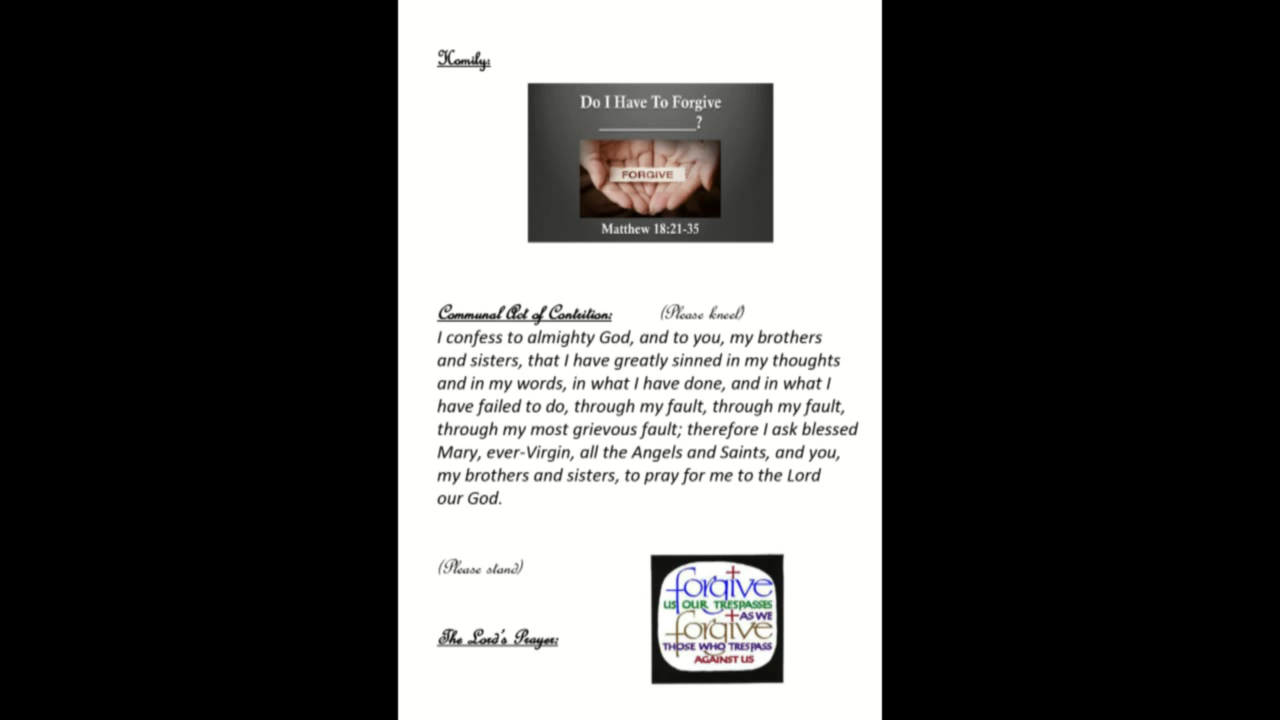 Homily:
Do I Have To Forgive
____________?
FORGIVE
Matthew 18:21-35
Communal Act of Contrition: (Please kneel)
I confess to almighty God, and to you, my brothers
and sisters, that I have greatly sinned in my thoughts
and in my words, in what I have done, and in what I
have failed to do, through my fault, through my fault,
through my most grievous fault; therefore I ask blessed
Mary, ever-Virgin, all the Angels and Saints, and you,
my brothers and sisters, to pray for me to the Lord
our God.
(Please stand)
The Lord's Prayer:
forgive
US OUR TRESPASSES
AS WE
forgive
THOSE WHO TRESPASS
AGAINST US